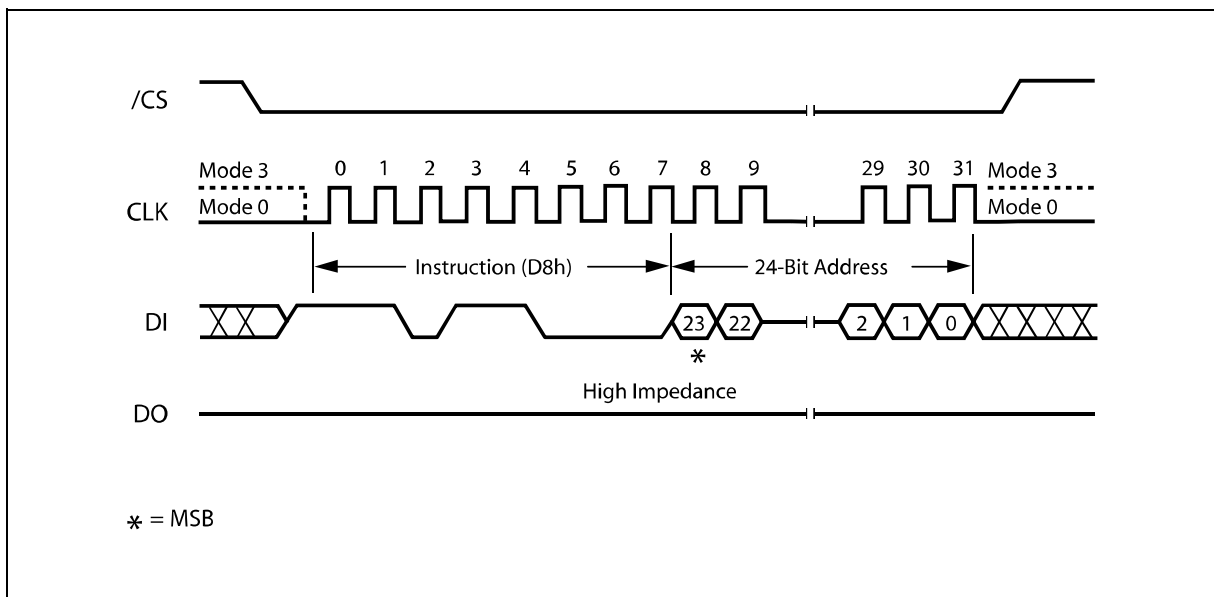 /CS
Mode 3 0 1 2 3 4 5 6 7 8 9 29 30 31 Mode 3
CLK Mode 0 Mode 0
Instruction (D8h) 24-Bit Address
DI 23 22 2 1 0
*
High Impedance
DO
* = MSB